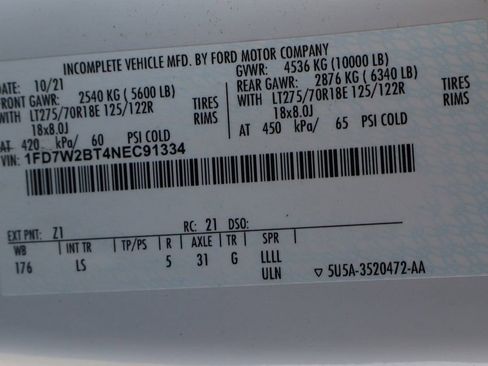 INCOMPLETE VEHICLE MFD. BY FORD MOTOR COMPANY
DATE: 10/21 GVWR: 4536 KG (10000 LB)
FRONT GAWR: 2540 KG (5600 LB) REAR GAWR: 2876 KG (6340 LB)
WITH LT275/70R18E 125/122R TIRES WITH LT275/70R18E 125/122R TIRES
18x8.0J RIMS 18x8.0J RIMS
AT 420 kPa/ 60 PSI COLD AT 450 kPa/ 65 PSI COLD
VIN: 1FD7W2BT4NEC91334
EXT PNT: Z1 RC: 21 DSO:
WB INT TR TP/PS R AXLE TR SPR
176 LS 5 31 G LLLL
ULN ▽ 5U5A-3520472-AA